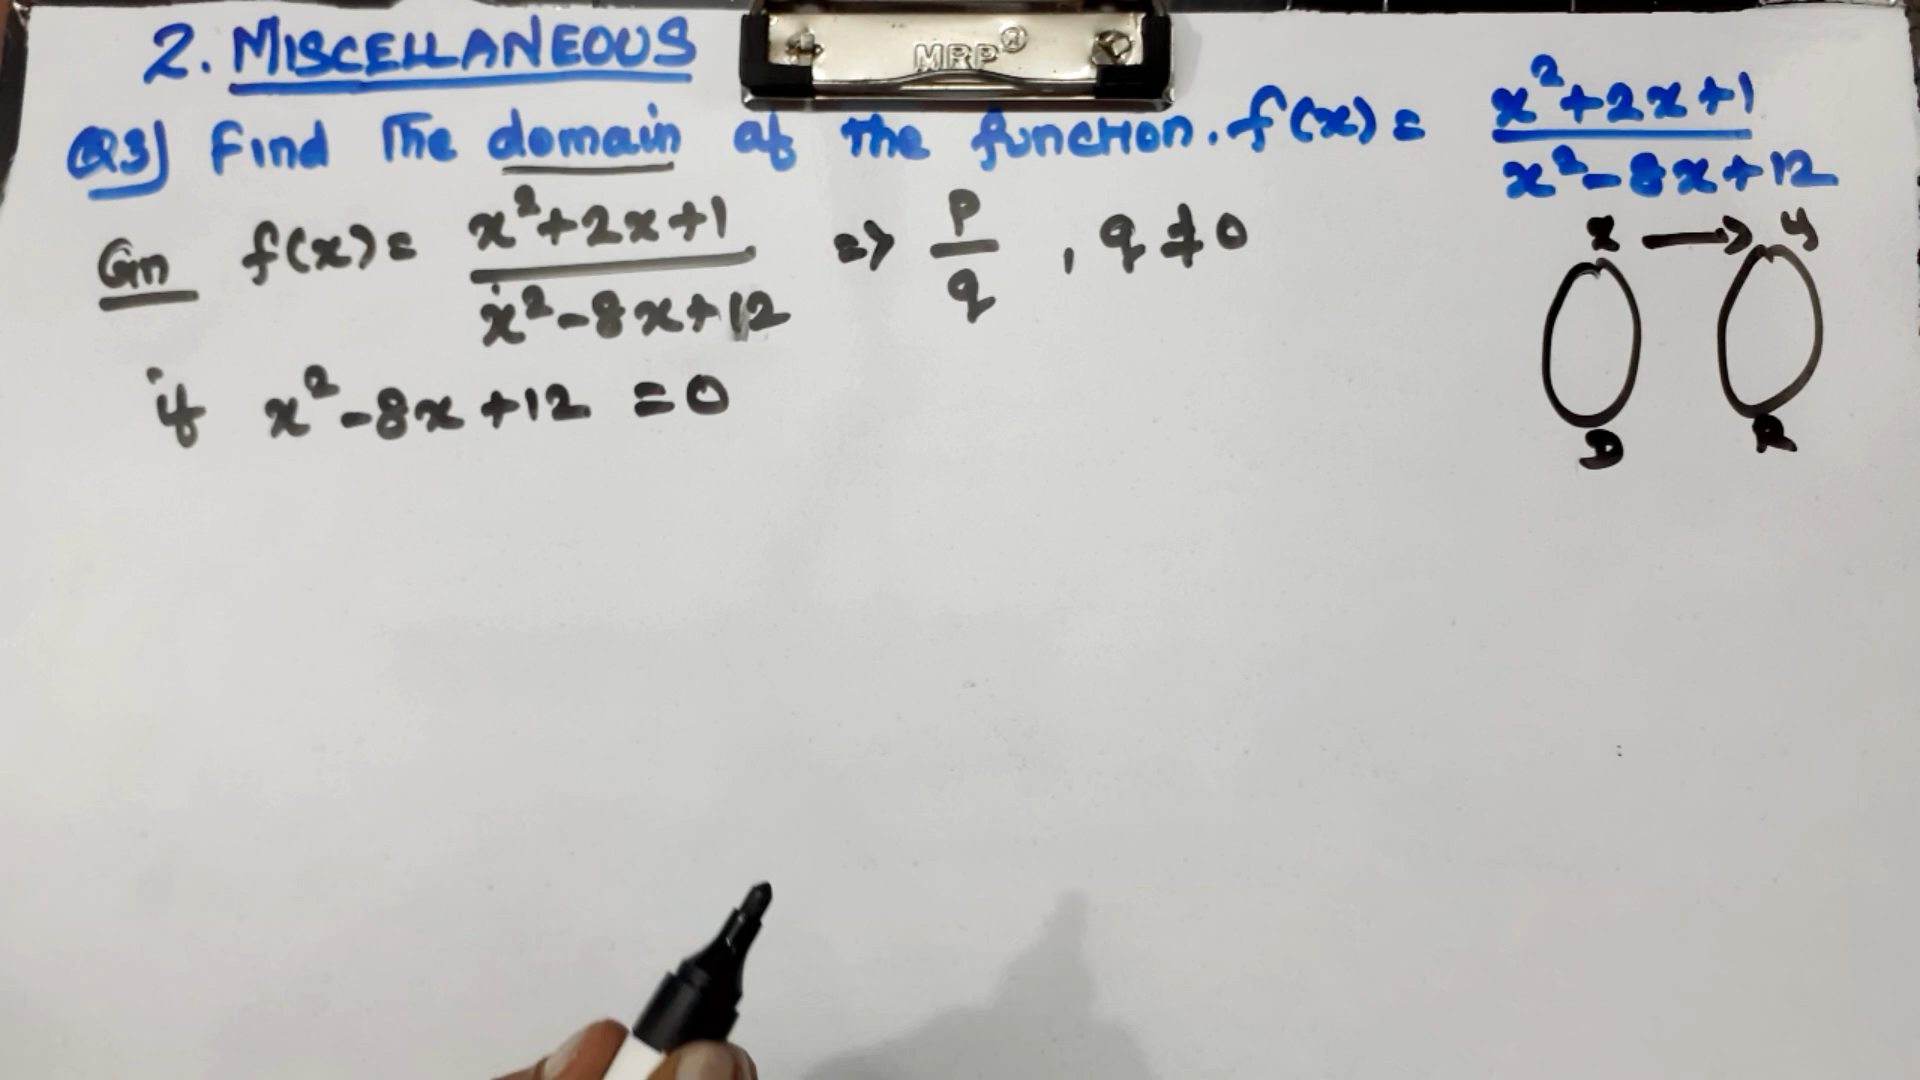 2. MISCELLANEOUS
MRP®
Q3) Find The domain of the function. f(x) = x²+2x+1 / x²-8x+12
Gin f(x) = x²+2x+1 / x²-8x+12 => P/q , q ≠ 0
x → y
if x²-8x+12 = 0
D R